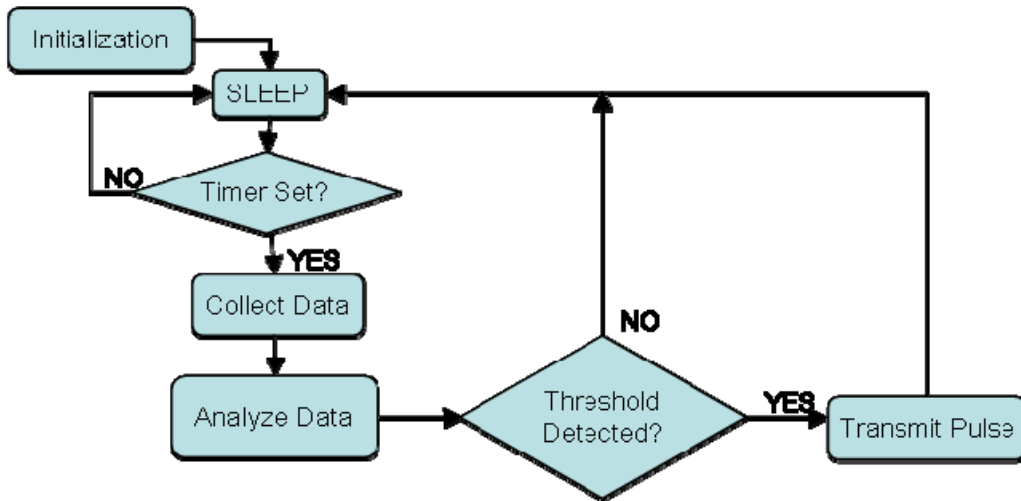 Initialization
SLEEP
NO
Timer Set?
YES
Collect Data
Analyze Data
NO
Threshold
Detected?
YES
Transmit Pulse